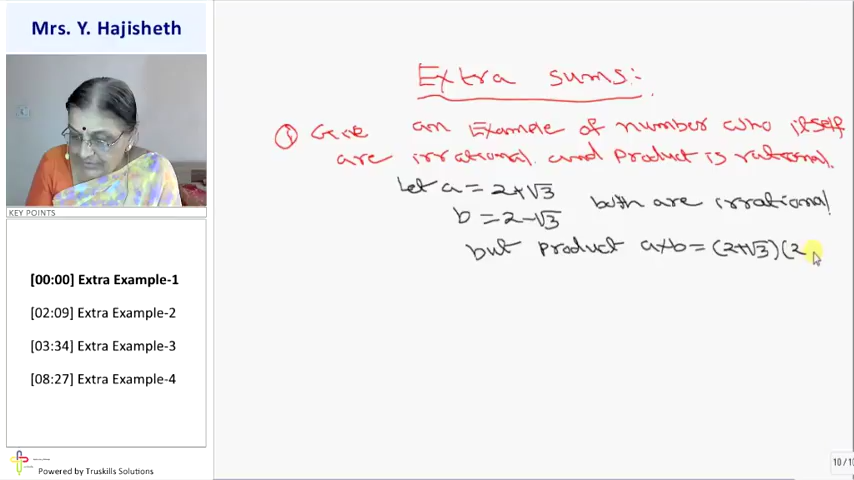 Mrs. Y. Hajisheth
KEY POINTS
[00:00] Extra Example-1
[02:09] Extra Example-2
[03:34] Extra Example-3
[08:27] Extra Example-4
Powered by Truskills Solutions
Extra sums:
① Give an Example of number who itself
are irrational and product is rational.
Let a = 2+√3
b = 2-√3 both are irrational
but product a×b = (2+√3)(2
10/1